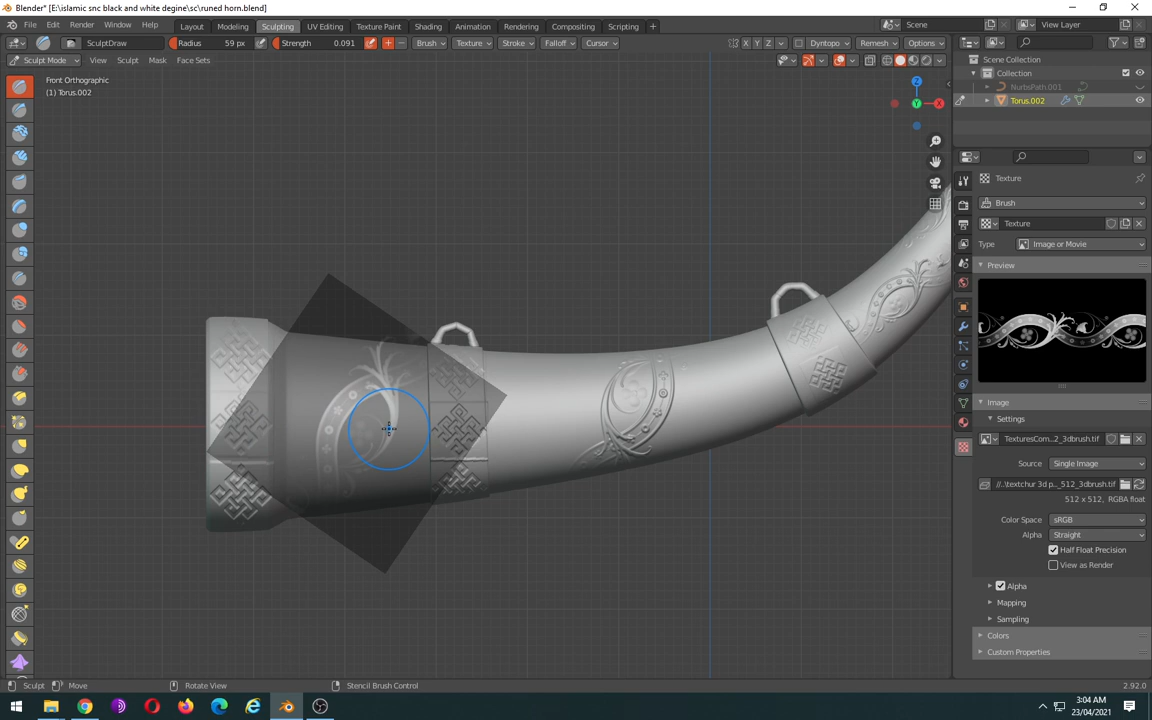 Blender* [E:\islamic snc black and white degine\sc\runed horn.blend]
File Edit Render Window Help Layout Modeling Sculpting UV Editing Texture Paint Shading Animation Rendering Compositing Scripting + Scene View Layer
SculptDraw Radius 59 px Strength 0.091 + − Brush Texture Stroke Falloff Cursor X Y Z Dyntopo Remesh Options
Sculpt Mode View Sculpt Mask Face Sets
Front Orthographic
(1) Torus.002
Z
Y
X
Scene Collection
Collection
NurbsPath.001
Torus.002
Texture
Brush
Texture
Type Image or Movie
Preview
Image
Settings
TexturesCom...2_3dbrush.tif
Source Single Image
//..\textchur 3d p..._512_3dbrush.tif
512 x 512, RGBA float
Color Space sRGB
Alpha Straight
Half Float Precision
View as Render
Alpha
Mapping
Sampling
Colors
Custom Properties
Sculpt Move Rotate View Stencil Brush Control 2.92.0
3:04 AM
23/04/2021